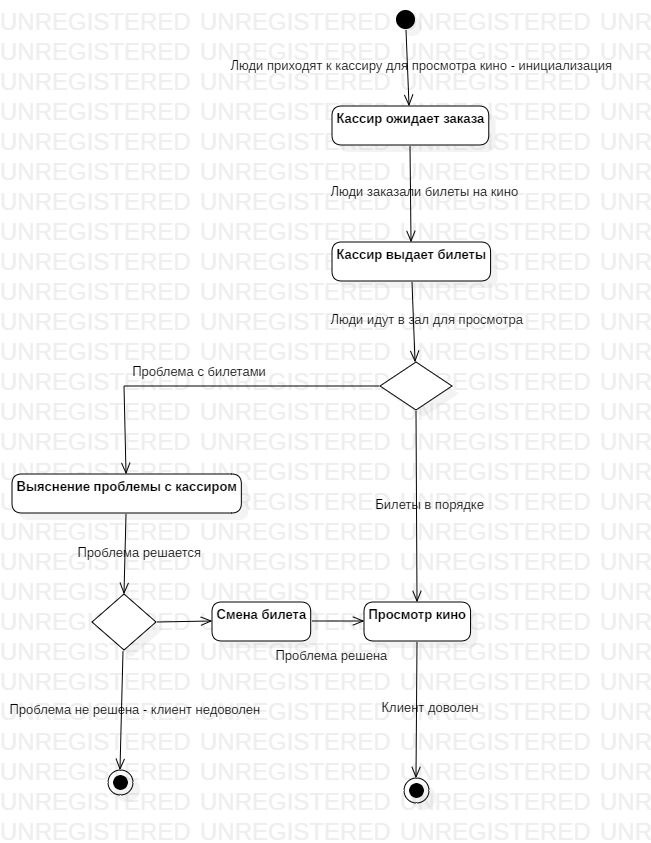 Люди приходят к кассиру для просмотра кино - инициализация
Кассир ожидает заказа
Люди заказали билеты на кино
Кассир выдает билеты
Люди идут в зал для просмотра
Проблема с билетами
Выяснение проблемы с кассиром
Билеты в порядке
Проблема решается
Смена билета
Просмотр кино
Проблема решена
Проблема не решена - клиент недоволен
Клиент доволен
UNREGISTERED